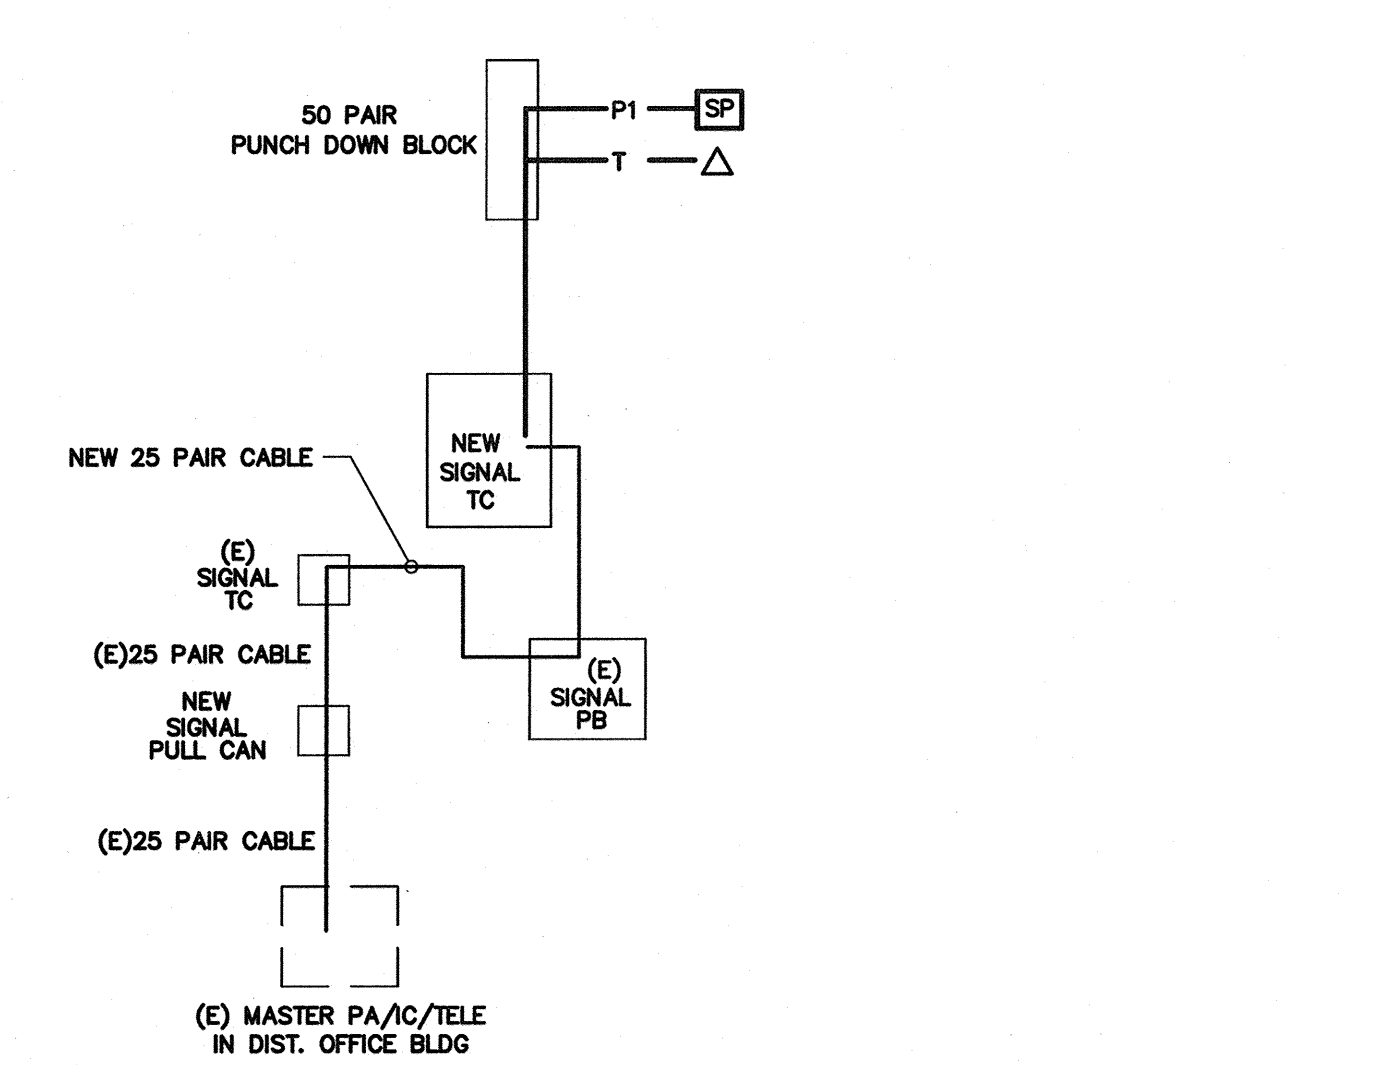 50 PAIR
PUNCH DOWN BLOCK
P1
SP
T
NEW
SIGNAL
TC
NEW 25 PAIR CABLE
(E)
SIGNAL
TC
(E)25 PAIR CABLE
(E)
SIGNAL
PB
NEW
SIGNAL
PULL CAN
(E)25 PAIR CABLE
(E) MASTER PA/IC/TELE
IN DIST. OFFICE BLDG